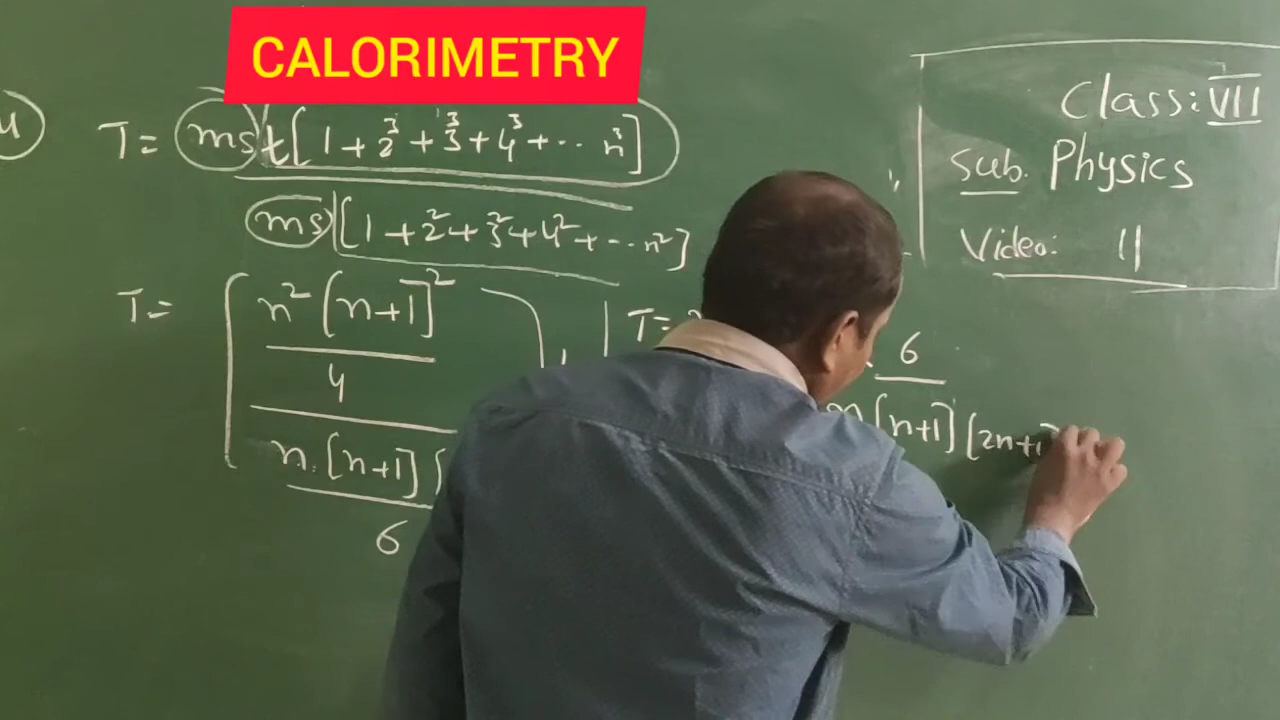 CALORIMETRY
T = mst[1 + 2³ + 3³ + 4³ + ... n³]
ms[1 + 2² + 3² + 4² + ... n²]
T = n²[n+1]²
4
n.[n+1][
6
T =
6
[n+1][2n+1]
Class: VII
Sub. Physics
Video: 11